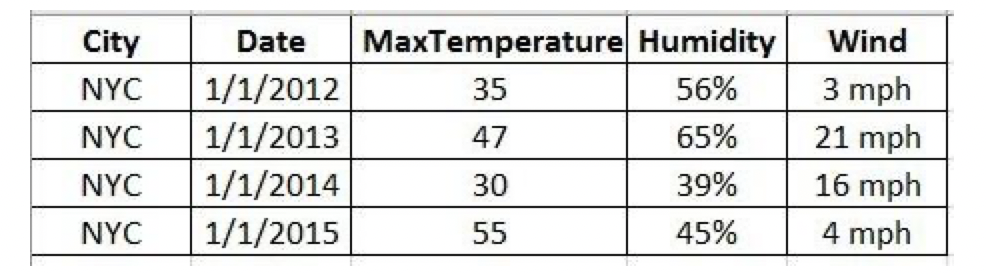 City Date MaxTemperature Humidity Wind
NYC 1/1/2012 35 56% 3 mph
NYC 1/1/2013 47 65% 21 mph
NYC 1/1/2014 30 39% 16 mph
NYC 1/1/2015 55 45% 4 mph